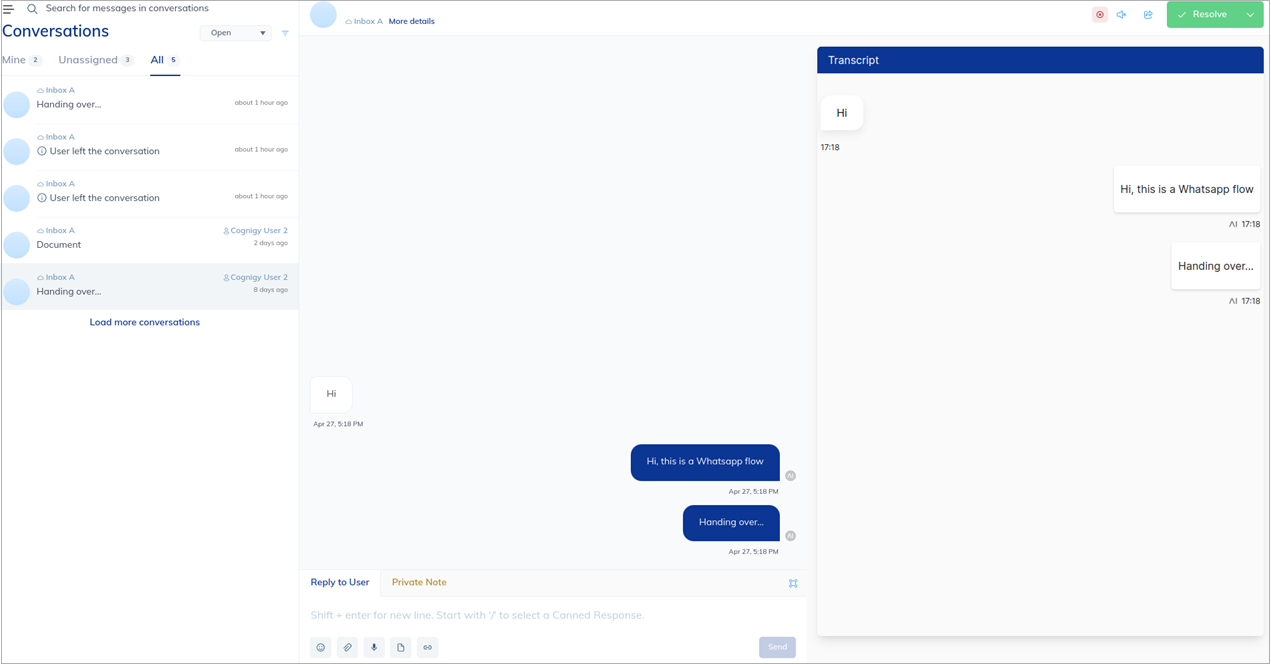 Search for messages in conversations
Conversations
Open
Mine 2 Unassigned 3 All 5
Inbox A
Handing over...
about 1 hour ago
Inbox A
User left the conversation
about 1 hour ago
Inbox A
User left the conversation
about 1 hour ago
Inbox A
Cognigy User 2
Document
2 days ago
Inbox A
Cognigy User 2
Handing over...
8 days ago
Load more conversations
Inbox A More details
Resolve
Hi
Apr 27, 5:18 PM
Hi, this is a Whatsapp flow
AI
Apr 27, 5:18 PM
Handing over...
AI
Apr 27, 5:18 PM
Reply to User Private Note
Shift + enter for new line. Start with '/' to select a Canned Response.
Send
Transcript
Hi
17:18
Hi, this is a Whatsapp flow
AI 17:18
Handing over...
AI 17:18